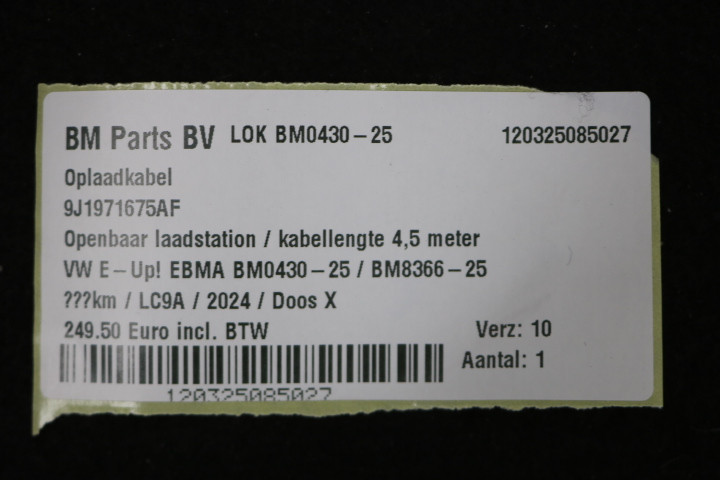 BM Parts BV LOK BM0430-25 120325085027
Oplaadkabel
9J1971675AF
Openbaar laadstation / kabellengte 4,5 meter
VW E-Up! EBMA BM0430-25 / BM8366-25
???km / LC9A / 2024 / Doos X
249.50 Euro incl. BTW Verz: 10
Aantal: 1
120325085027